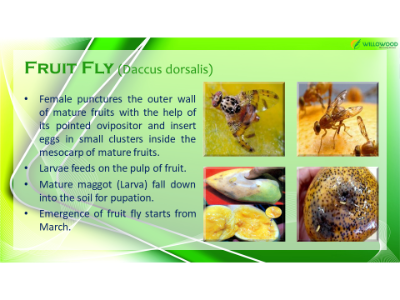 WILLOWOOD
FRUIT FLY (Daccus dorsalis)
• Female punctures the outer wall
of mature fruits with the help of
its pointed ovipositor and insert
eggs in small clusters inside the
mesocarp of mature fruits.
• Larvae feeds on the pulp of fruit.
• Mature maggot (Larva) fall down
into the soil for pupation.
• Emergence of fruit fly starts from
March.